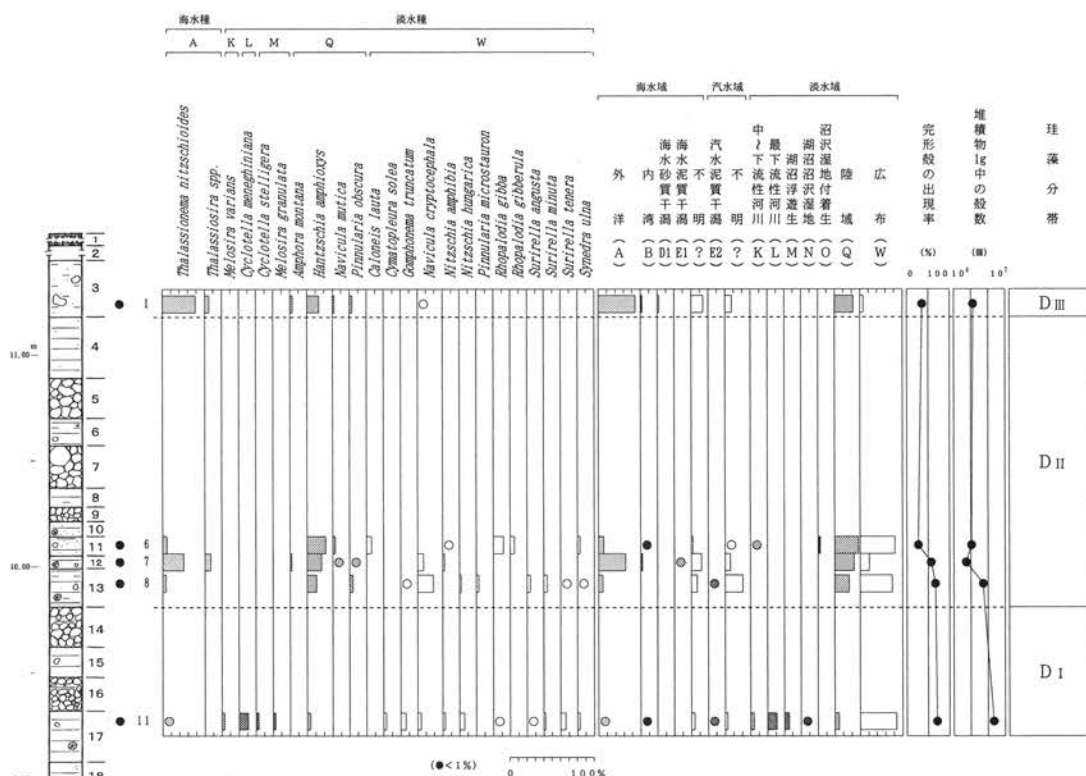 海水種 淡水種
A K L M Q W
Thalassionema nitzschioides
Thalassiosira spp.
Melosira varians
Cyclotella meneghiniana
Cyclotella stelligera
Melosira granulata
Amphora montana
Hantzschia amphioxys
Navicula mutica
Pinnularia obscura
Caloneis lauta
Cymatopleura solea
Gomphonema truncatum
Navicula cryptocephala
Nitzschia amphibia
Nitzschia hungarica
Pinnularia microstauron
Rhopalodia gibba
Rhopalodia gibberula
Surirella angusta
Surirella minuta
Surirella tenera
Synedra ulna
海水域 汽水域 淡水域
外洋(A)
内湾(B)
海水砂質干潟(D1)
海水泥質干潟(E1)
不明(?)
汽水泥質干潟(E2)
不明(?)
中~下流性河川(K)
最下流性河川(L)
湖沼浮遊生(M)
湖沼沼沢湿地(N)
沼沢湿地付着生(O)
陸域(Q)
広布(W)
完形殻の出現率(%)
0 100
堆積物1g中の殻数
珪藻分帯
1
2
3 1 DIII
11.00 m
4
5
6
7
8 DII
9
10
11 6
10.00 12 7
13 8
14
15 DI
16
17 11
18
(●<1%) 0 100%